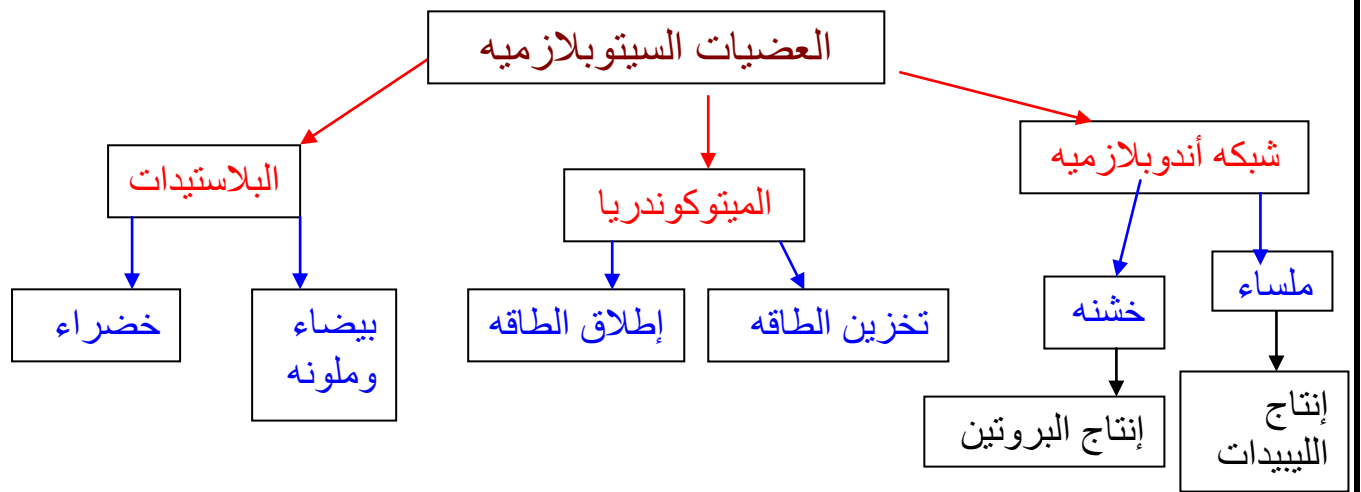 العضيات السيتوبلازميه
شبكه أندوبلازميه
الميتوكوندريا
البلاستيدات
ملساء
خشنه
تخزين الطاقه
إطلاق الطاقه
بيضاء
وملونه
خضراء
إنتاج
الليبيدات
إنتاج البروتين